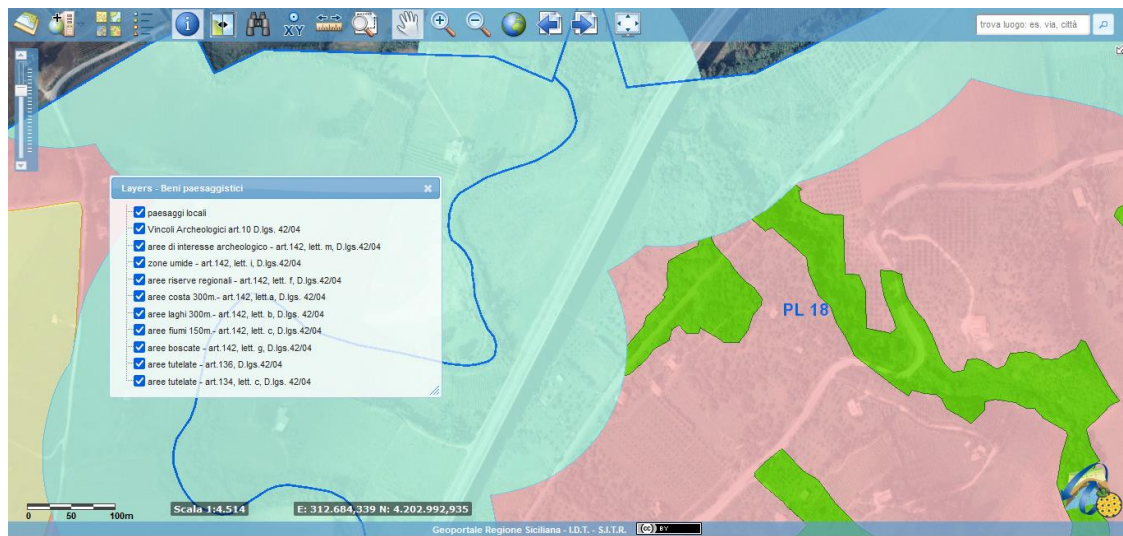 XY
trova luogo: es. via, città
Layers - Beni paesaggistici
paesaggi locali
Vincoli Archeologici art.10 D.lgs. 42/04
aree di interesse archeologico - art.142, lett. m, D.lgs.42/04
zone umide - art.142, lett. i, D.lgs.42/04
aree riserve regionali - art.142, lett. f, D.lgs.42/04
aree costa 300m.- art.142, lett.a, D.lgs. 42/04
aree laghi 300m.- art.142, lett. b, D.lgs.42/04
aree fiumi 150m.- art.142, lett. c, D.lgs.42/04
aree boscate - art.142, lett. g, D.lgs.42/04
aree tutelate - art.136, D.lgs.42/04
aree tutelate - art.134, lett. c, D.lgs. 42/04
PL 18
0 50 100m
Scala 1:4.514
E: 312.684,339 N: 4.202.992,935
Geoportale Regione Siciliana - I.D.T. - S.I.T.R.
cc BY